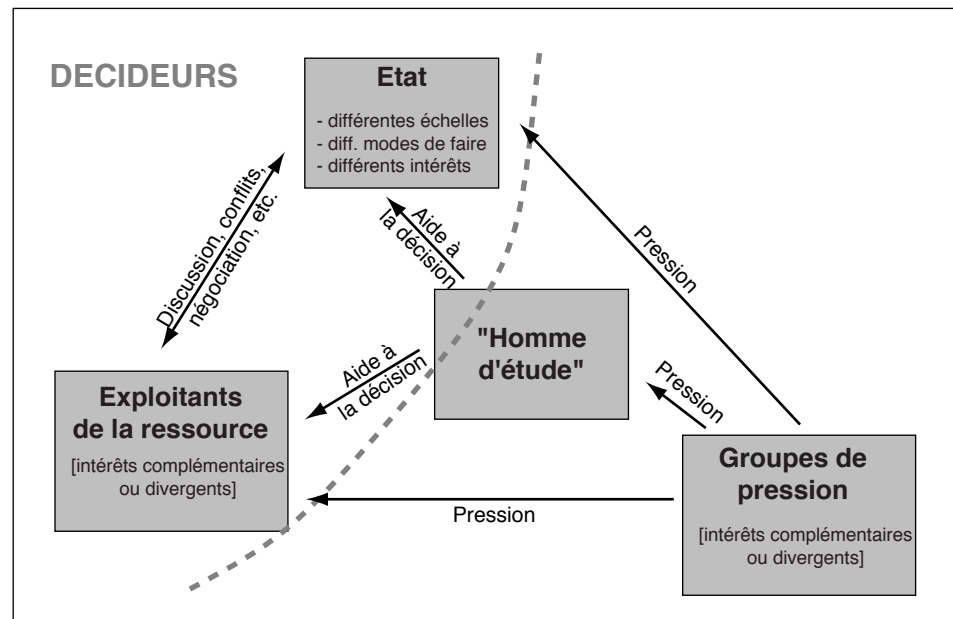 DECIDEURS
Etat
- différentes échelles
- diff. modes de faire
- différents intérêts
Discussion, conflits,
négociation, etc.
Aide à
la décision
Pression
"Homme
d'étude"
Aide à
la décision
Pression
Exploitants
de la ressource
[intérêts complémentaires
ou divergents]
Groupes de
pression
[intérêts complémentaires
ou divergents]
Pression